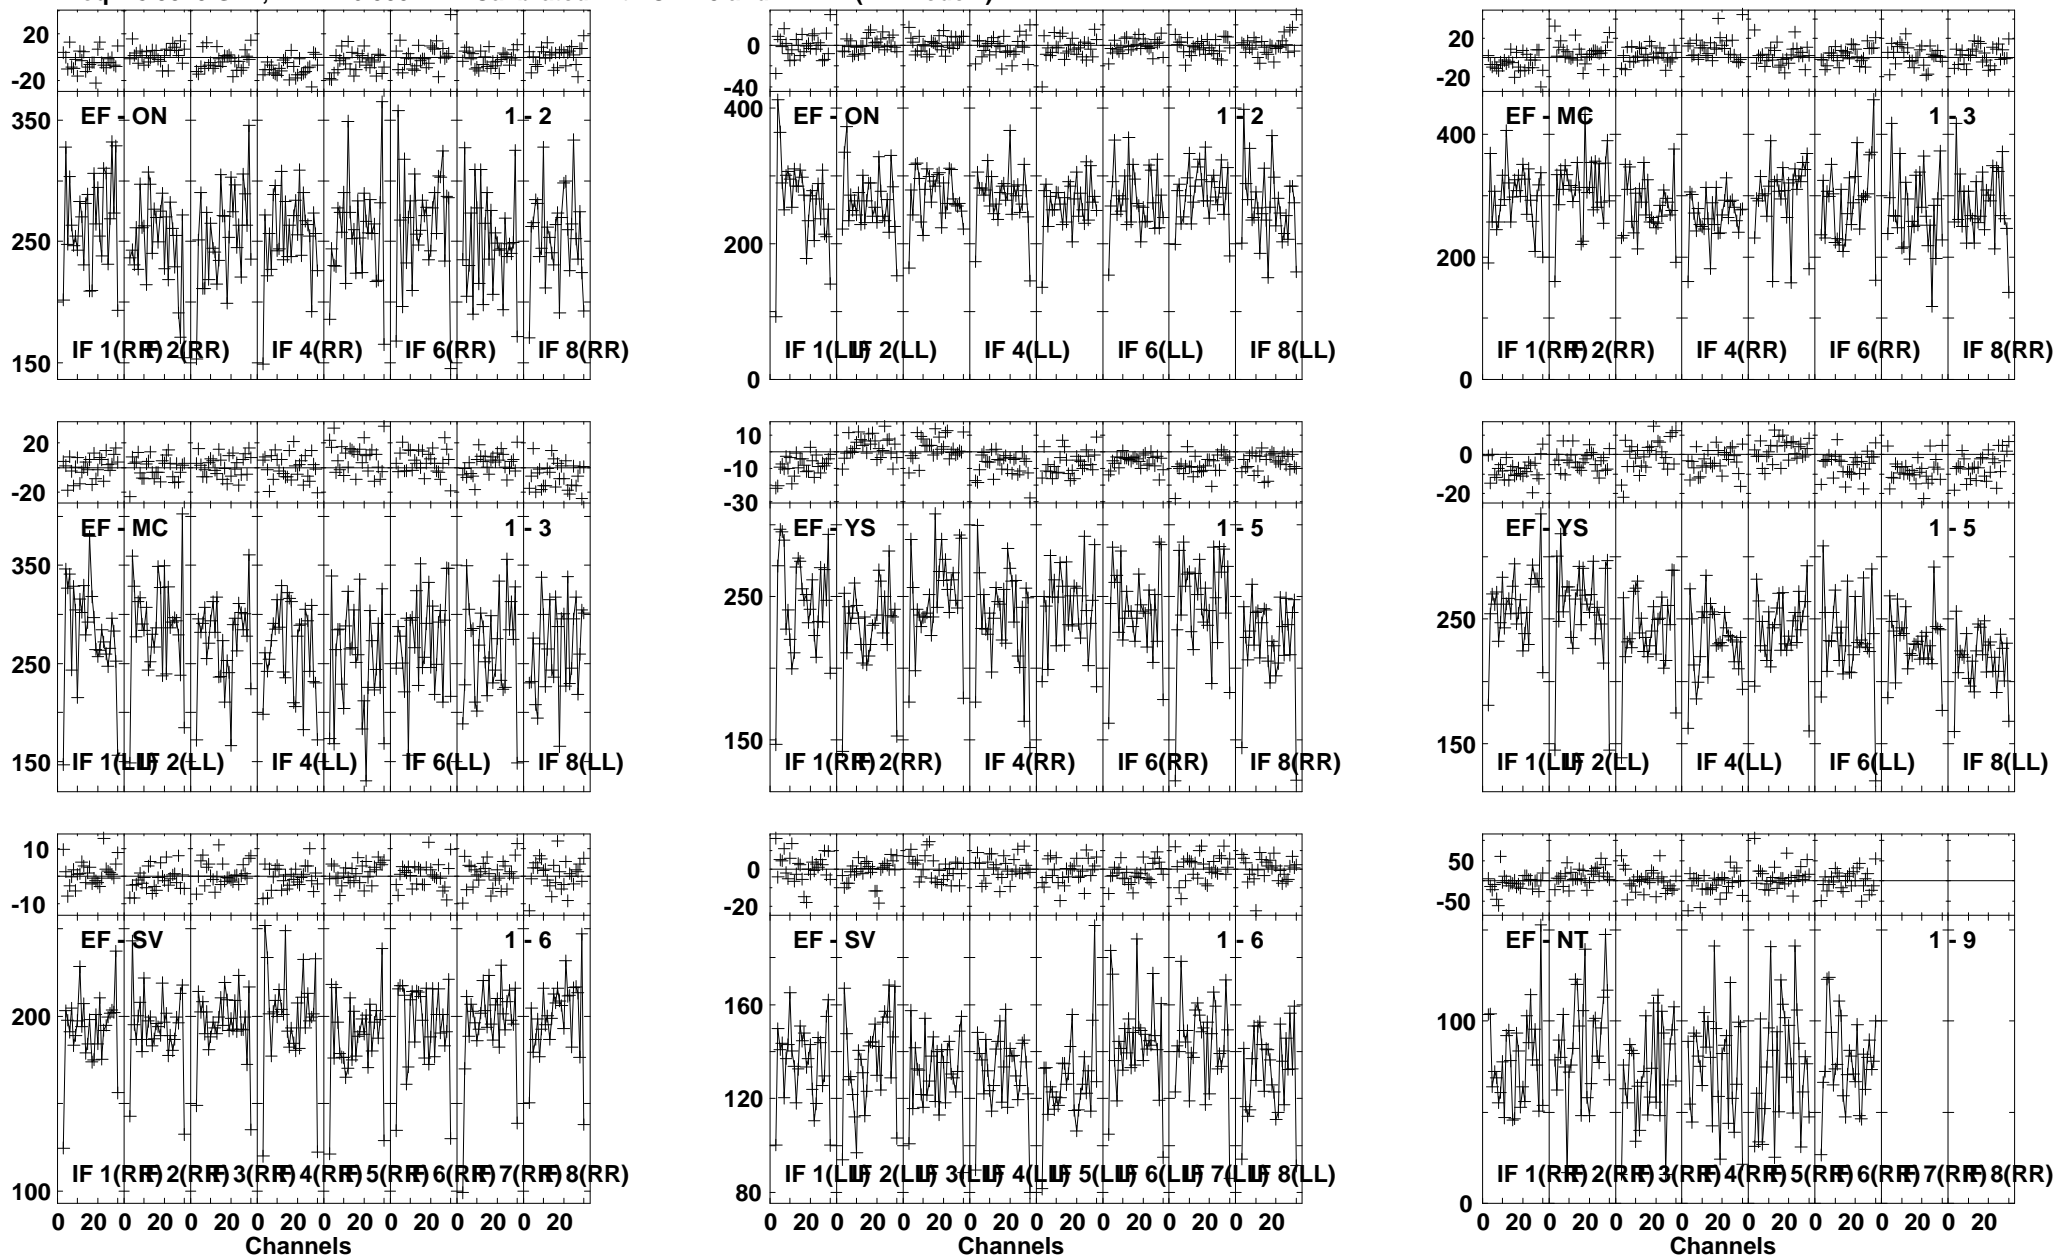 20
0
-20
EF - ON 1 - 2
350
250
150
IF 1(RR) IF 2(RR) IF 4(RR) IF 6(RR) IF 8(RR)
0
-40
EF - ON 1 - 2
400
200
0
IF 1(LL) IF 2(LL) IF 4(LL) IF 6(LL) IF 8(LL)
20
-20
EF - MC 1 - 3
400
200
0
IF 1(RR) IF 2(RR) IF 4(RR) IF 6(RR) IF 8(RR)
20
-20
EF - MC 1 - 3
350
250
150
IF 1(LL) IF 2(LL) IF 4(LL) IF 6(LL) IF 8(LL)
10
-10
-30
EF - YS 1 - 5
250
150
IF 1(RR) IF 2(RR) IF 4(RR) IF 6(RR) IF 8(RR)
0
-20
EF - YS 1 - 5
250
150
IF 1(LL) IF 2(LL) IF 4(LL) IF 6(LL) IF 8(LL)
10
-10
EF - SV 1 - 6
200
100
IF 1(RR) IF 2(RR) IF 3(RR) IF 4(RR) IF 5(RR) IF 6(RR) IF 7(RR) IF 8(RR)
0 20 0 20 0 20 0 20 0 20 0 20 0 20 0 20
Channels
0
-20
EF - SV 1 - 6
160
120
80
IF 1(LL) IF 2(LL) IF 3(LL) IF 4(LL) IF 5(LL) IF 6(LL) IF 7(LL) IF 8(LL)
0 20 0 20 0 20 0 20 0 20 0 20 0 20 0 20
Channels
50
-50
EF - NT 1 - 9
100
0
IF 1(RR) IF 2(RR) IF 3(RR) IF 4(RR) IF 5(RR) IF 6(RR) IF 7(RR) IF 8(RR)
0 20 0 20 0 20 0 20 0 20 0 20 0 20 0 20
Channels